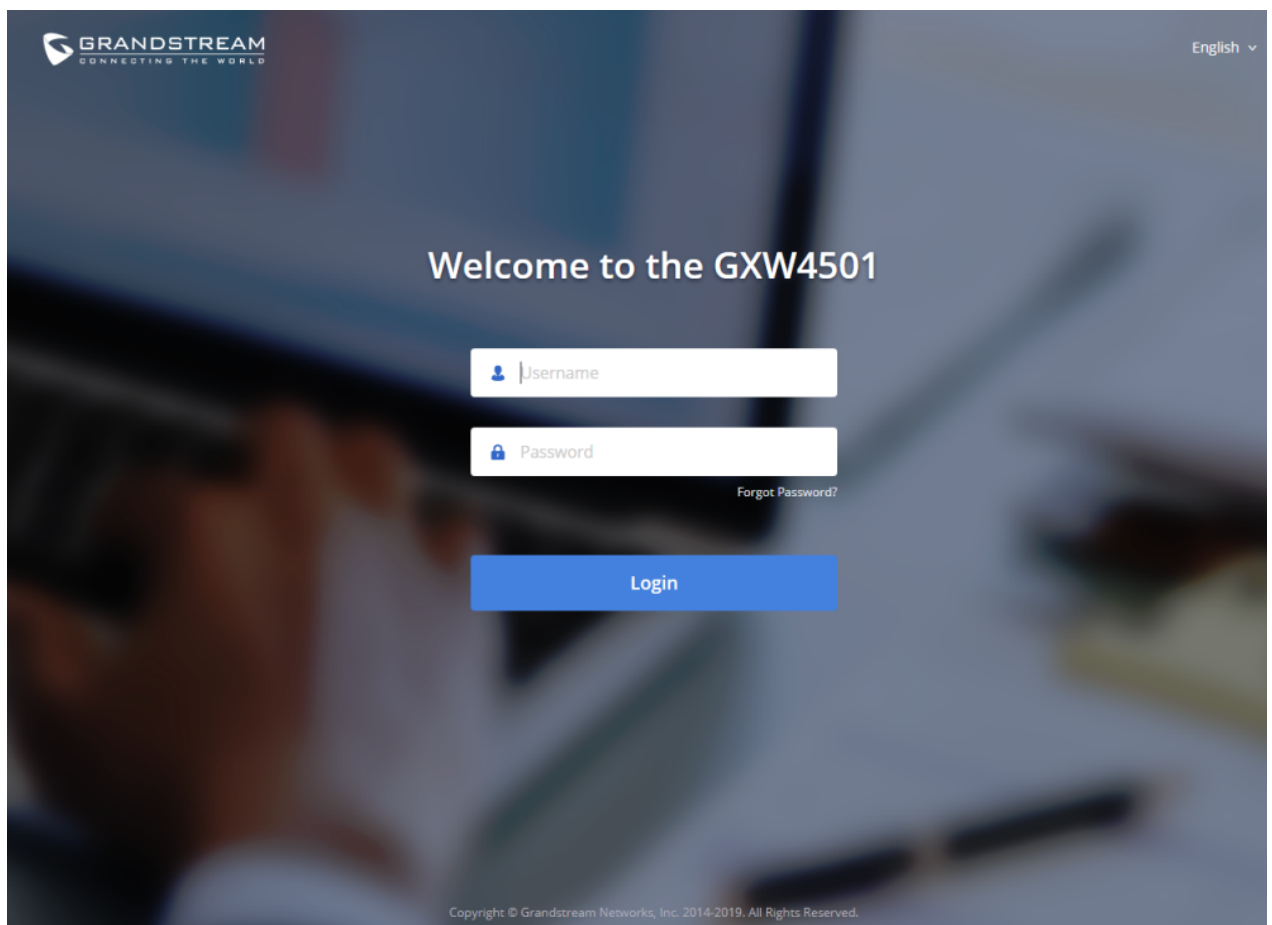 GRANDSTREAM
CONNECTING THE WORLD
English
Welcome to the GXW4501
Username
Password
Forgot Password?
Login
Copyright © Grandstream Networks, Inc. 2014-2019. All Rights Reserved.